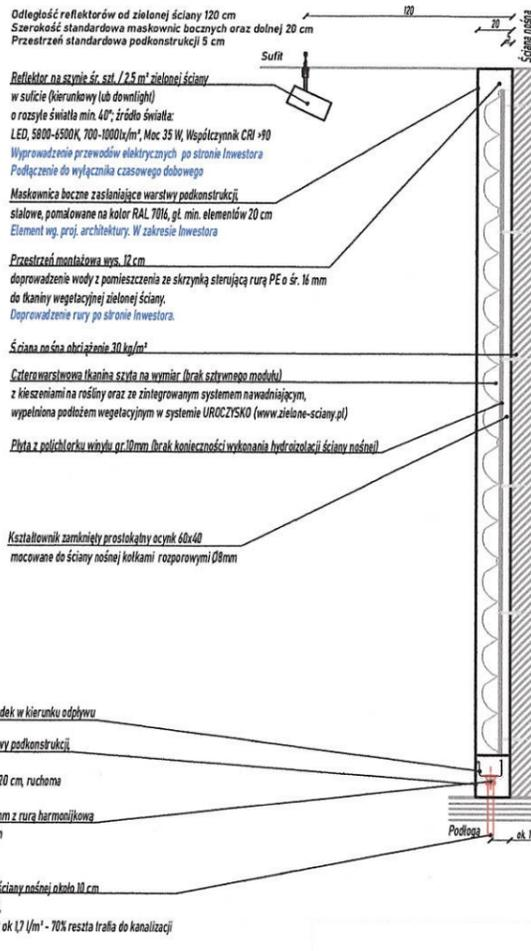 Odległość reflektorów od zielonej ściany 120 cm
Szerokość standardowa maskownic bocznych oraz dolnej 20 cm
Przestrzeń standardowa podkonstrukcji 5 cm
120
20
5
Ściana nośna
Sufit
Reflektor na szynie śr. szt. / 2.5 m² zielonej ściany
w suficie (kierunkowy lub downlight)
o rozsyle światła min. 40°; źródło światła:
LED, 5800-6500K, 700-1000lx/m², Moc 35 W, Współczynnik CRI >90
Wyprowadzenie przewodów elektrycznych po stronie Inwestora
Podłączenie do wyłącznika czasowego dobowego
Maskownica boczne zasłaniające warstwy podkonstrukcji,
stalowe, pomalowane na kolor RAL 7016, gł. min. elementów 20 cm
Element wg. proj. architektury. W zakresie Inwestora
Przestrzeń montażowa wys. 12 cm
doprowadzenie wody z pomieszczenia ze skrzynką sterującą rurą PE o śr. 16 mm
do tkaniny wegetacyjnej zielonej ściany.
Doprowadzenie rury po stronie Inwestora.
Ściana nośna obciążenie 30 kg/m²
Czterowarstwowa tkanina szyta na wymiar (brak sztywnego modułu)
z kieszeniami na rośliny oraz ze zintegrowanym systemem nawadniającym,
wypełniona podłożem wegetacyjnym w systemie UROCZYSKO (www.zielone-sciany.pl)
Płyta z polichlorku winylu gr.10mm (brak konieczności wykonania hydroizolacji ściany nośnej)
Kształtownik zamknięty prostokątny ocynk 60x40
mocowane do ściany nośnej kołkami rozporowymi Ø8mm
dek w kierunku odpływu
wy podkonstrukcji,
20 cm, ruchoma
mm z rurą harmonijkową
Podłoga
ok. 1
ściany nośnej około 10 cm
ok 1,7 l/m² - 70% reszta trafia do kanalizacji